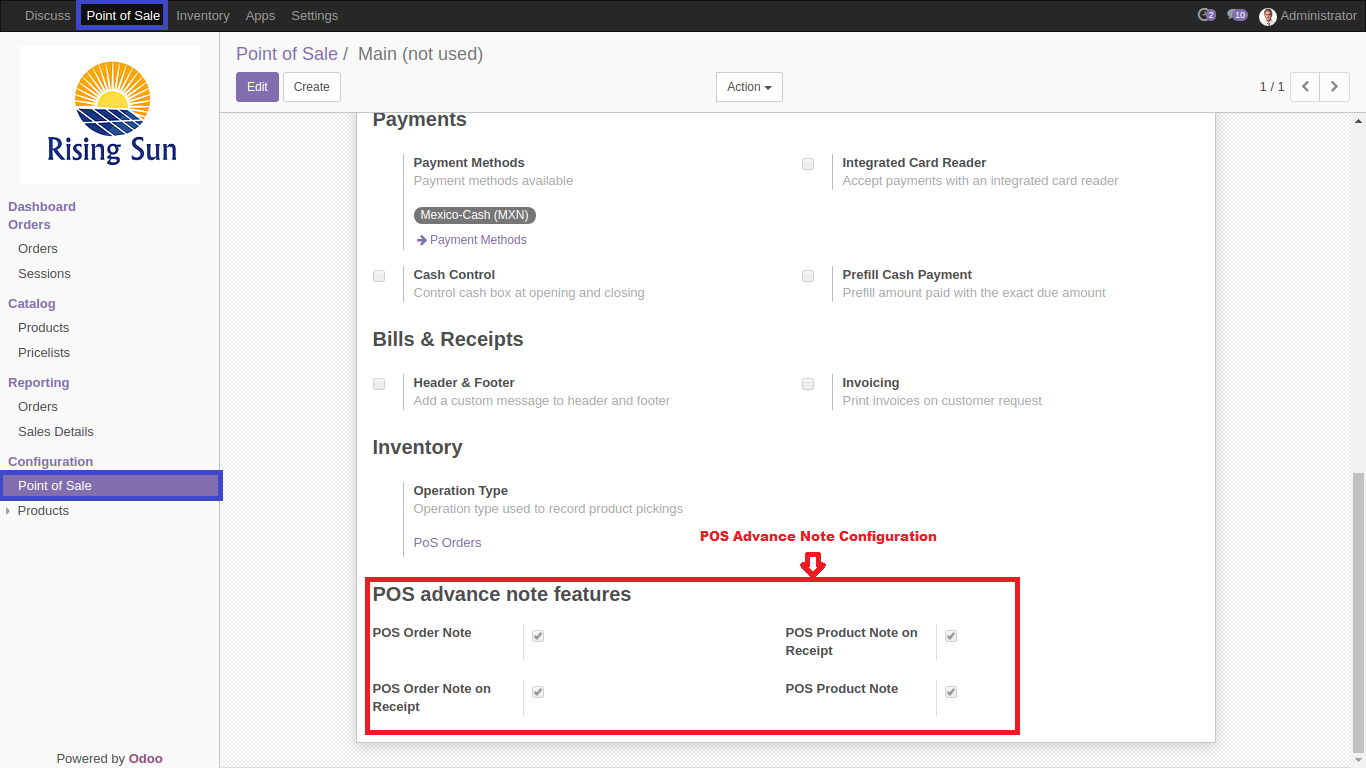 Discuss Point of Sale Inventory Apps Settings 2 10 Administrator
Rising Sun
Dashboard
Orders
Orders
Sessions
Catalog
Products
Pricelists
Reporting
Orders
Sales Details
Configuration
Point of Sale
Products
Powered by Odoo
Point of Sale / Main (not used)
Edit Create Action 1 / 1
Payments
Payment Methods
Payment methods available
Mexico-Cash (MXN)
Payment Methods
Integrated Card Reader
Accept payments with an integrated card reader
Cash Control
Control cash box at opening and closing
Prefill Cash Payment
Prefill amount paid with the exact due amount
Bills & Receipts
Header & Footer
Add a custom message to header and footer
Invoicing
Print invoices on customer request
Inventory
Operation Type
Operation type used to record product pickings
PoS Orders
POS Advance Note Configuration
POS advance note features
POS Order Note
POS Product Note on
Receipt
POS Order Note on
Receipt
POS Product Note